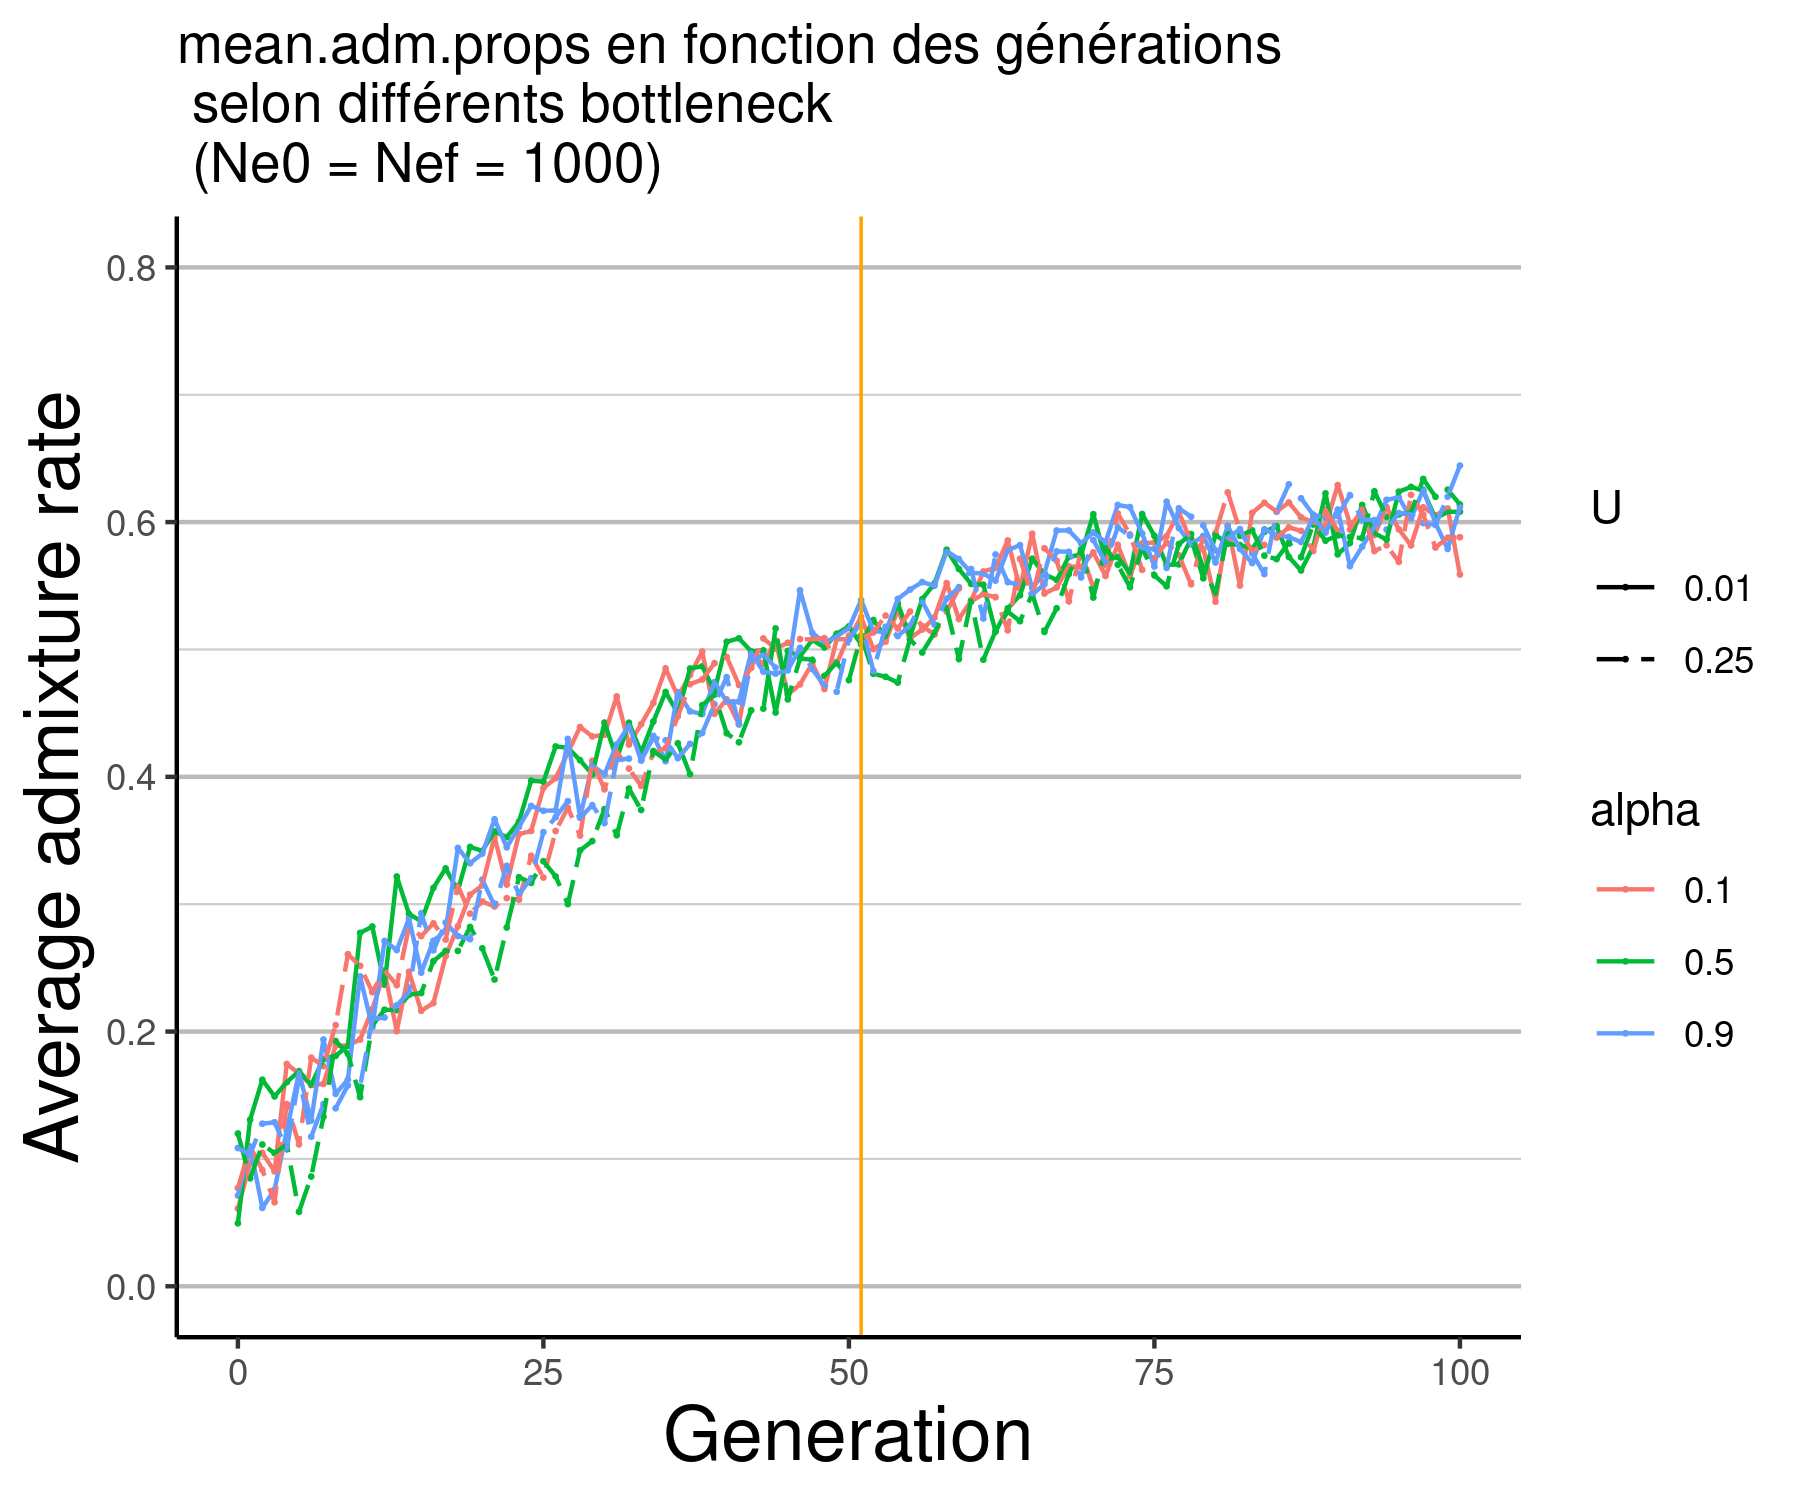 mean.adm.props en fonction des générations
selon différents bottleneck
(Ne0 = Nef = 1000)
Average admixture rate
0.8
0.6
0.4
0.2
0.0
0
25
50
75
100
Generation
U
0.01
0.25
alpha
0.1
0.5
0.9